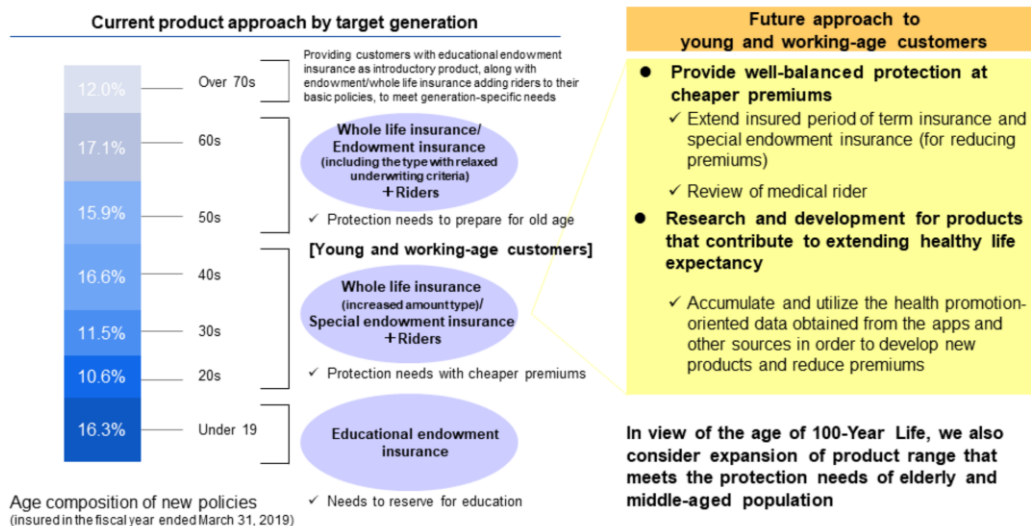 Current product approach by target generation
12.0%
17.1%
15.9%
16.6%
11.5%
10.6%
16.3%
Over 70s
60s
50s
40s
30s
20s
Under 19
Providing customers with educational endowment
insurance as introductory product, along with
endowment/whole life insurance adding riders to their
basic policies, to meet generation-specific needs
Whole life insurance/
Endowment insurance
(including the type with relaxed
underwriting criteria)
+Riders
✓ Protection needs to prepare for old age
[Young and working-age customers]
Whole life insurance
(increased amount type)/
Special endowment insurance
+Riders
✓ Protection needs with cheaper premiums
Educational endowment
insurance
✓ Needs to reserve for education
Age composition of new policies
(insured in the fiscal year ended March 31, 2019)
Future approach to
young and working-age customers
● Provide well-balanced protection at
cheaper premiums
✓ Extend insured period of term insurance and
special endowment insurance (for reducing
premiums)
✓ Review of medical rider
● Research and development for products
that contribute to extending healthy life
expectancy
✓ Accumulate and utilize the health promotion-
oriented data obtained from the apps and
other sources in order to develop new
products and reduce premiums
In view of the age of 100-Year Life, we also
consider expansion of product range that
meets the protection needs of elderly and
middle-aged population